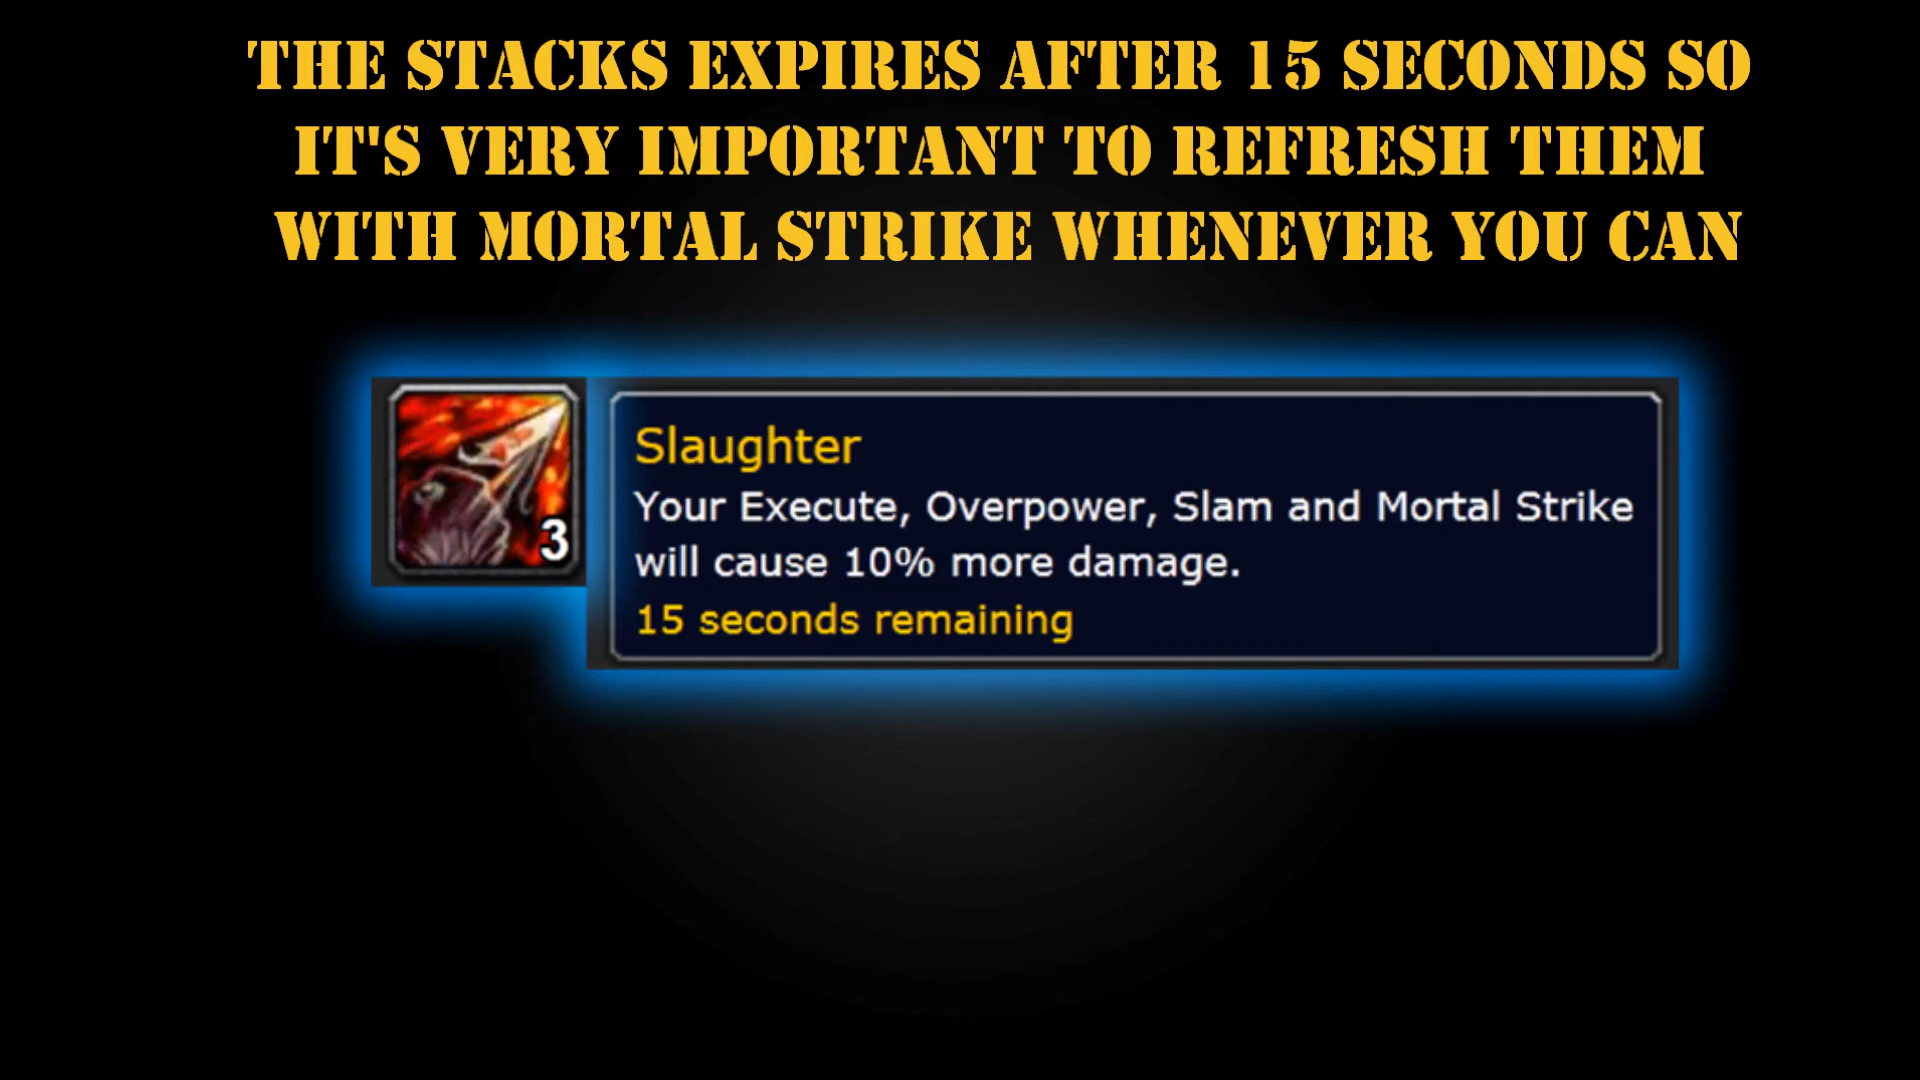 THE STACKS EXPIRES AFTER 15 SECONDS SO
IT'S VERY IMPORTANT TO REFRESH THEM
WITH MORTAL STRIKE WHENEVER YOU CAN
3
Slaughter
Your Execute, Overpower, Slam and Mortal Strike
will cause 10% more damage.
15 seconds remaining